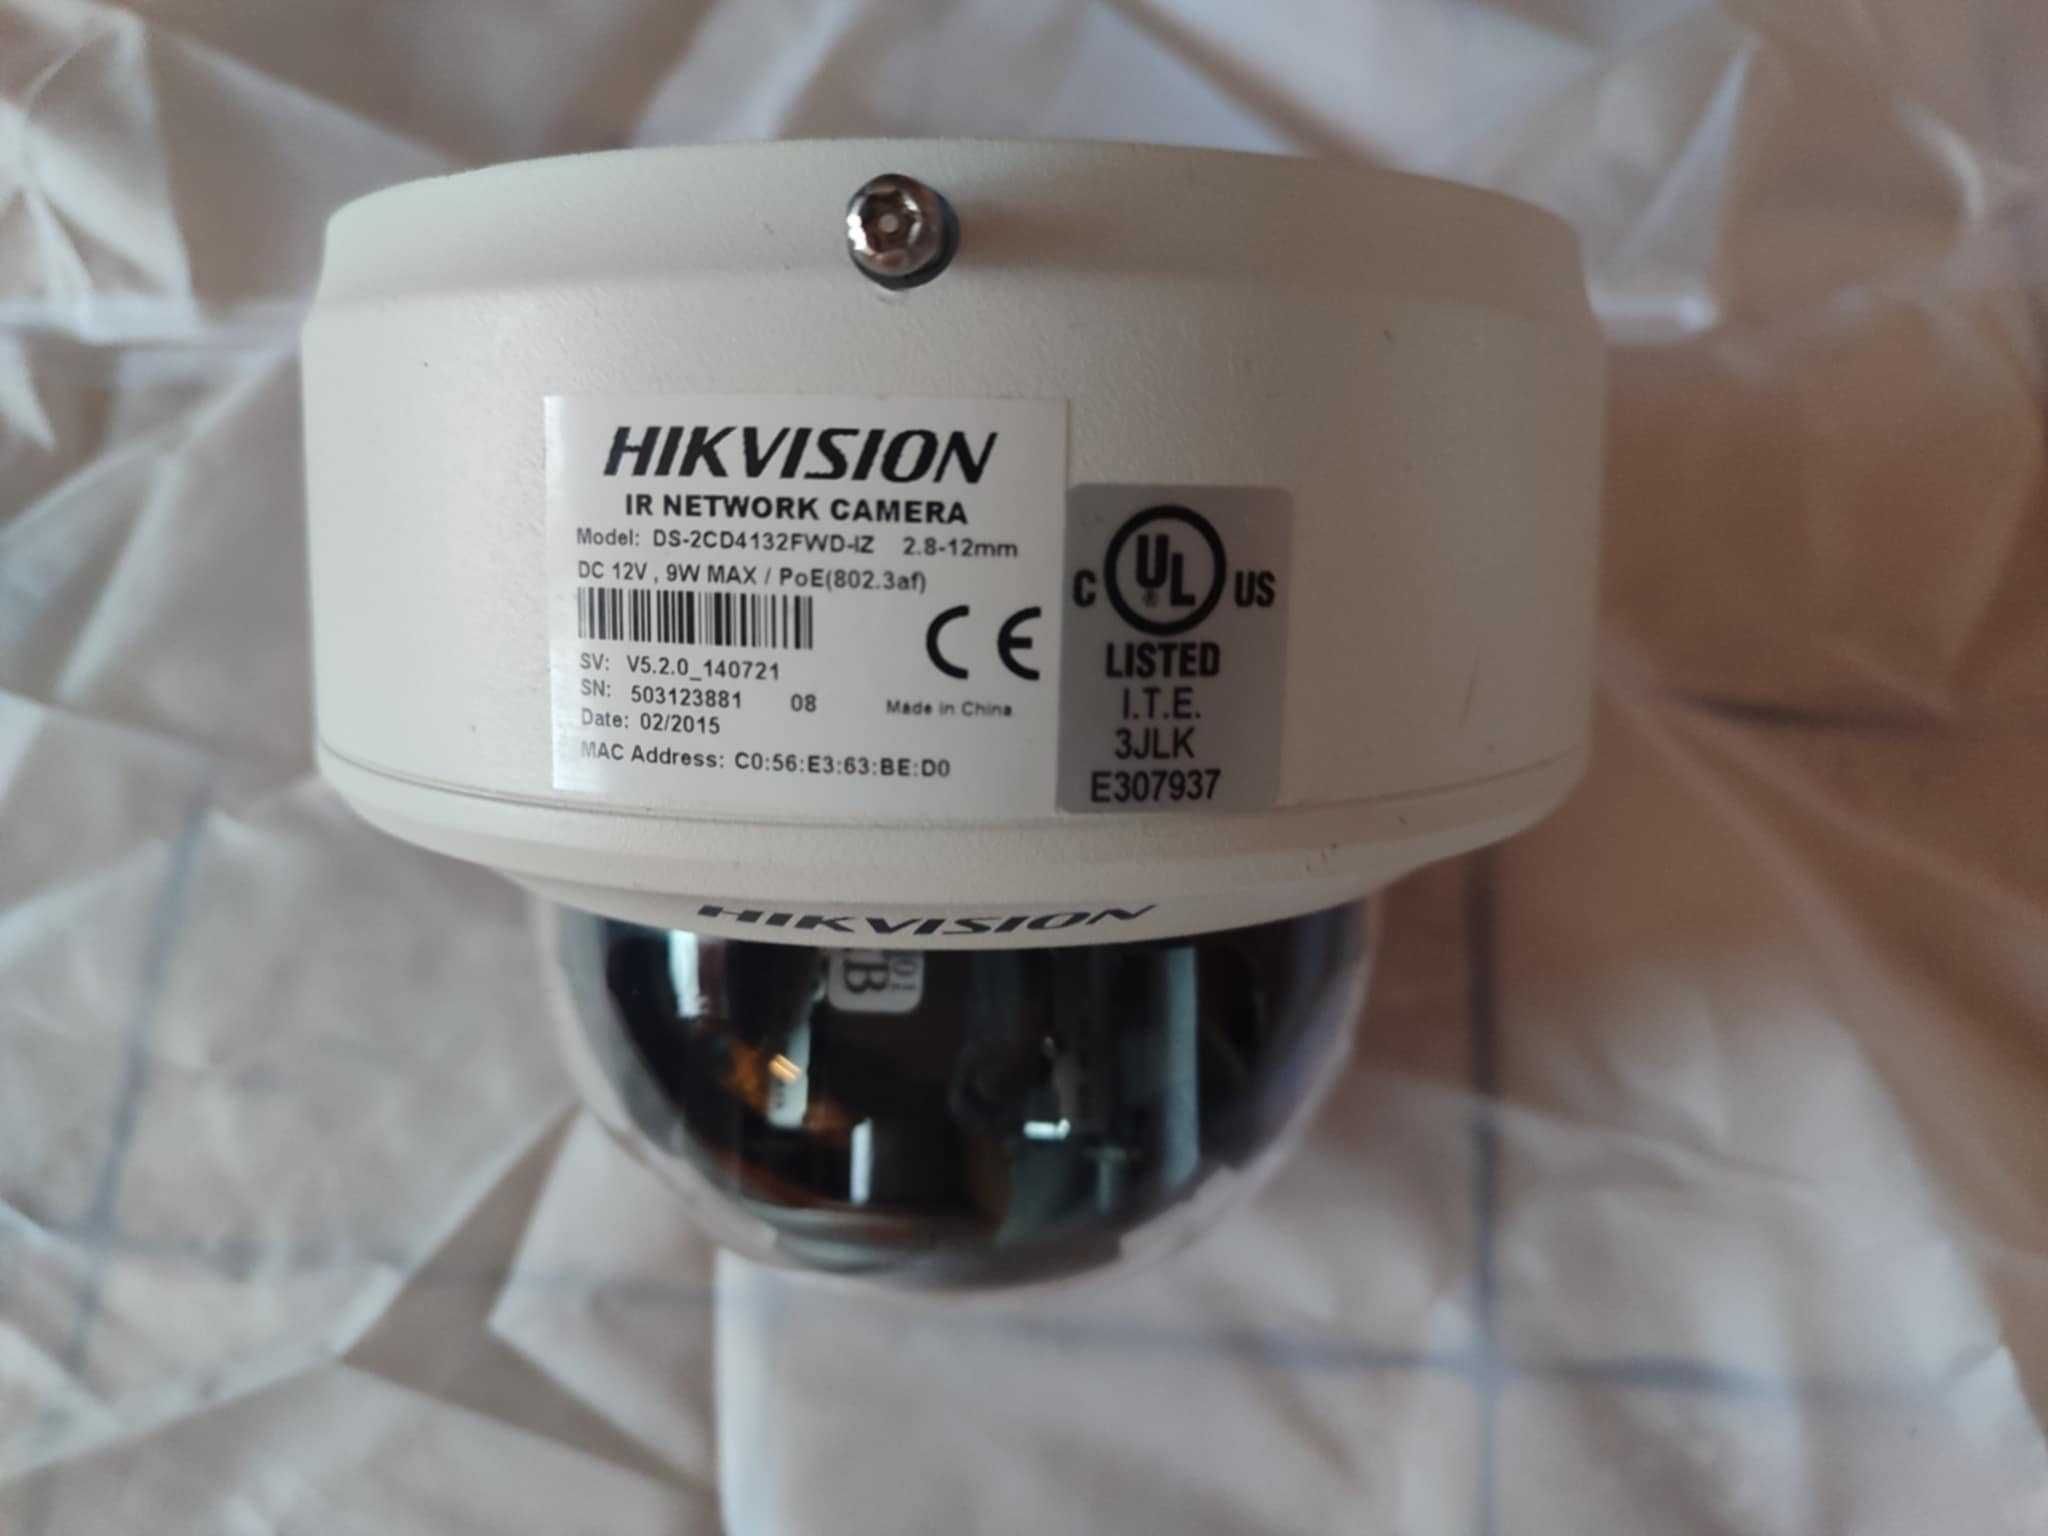 HIKVISION
IR NETWORK CAMERA
Model: DS-2CD4132FWD-IZ 2.8-12mm
DC 12V , 9W MAX / PoE(802.3af)
CE
SV: V5.2.0_140721
SN: 503123881 08
Made in China
Date: 02/2015
MAC Address: C0:56:E3:63:BE:D0
C UL US
®
LISTED
I.T.E.
3JLK
E307937
HIKVISION